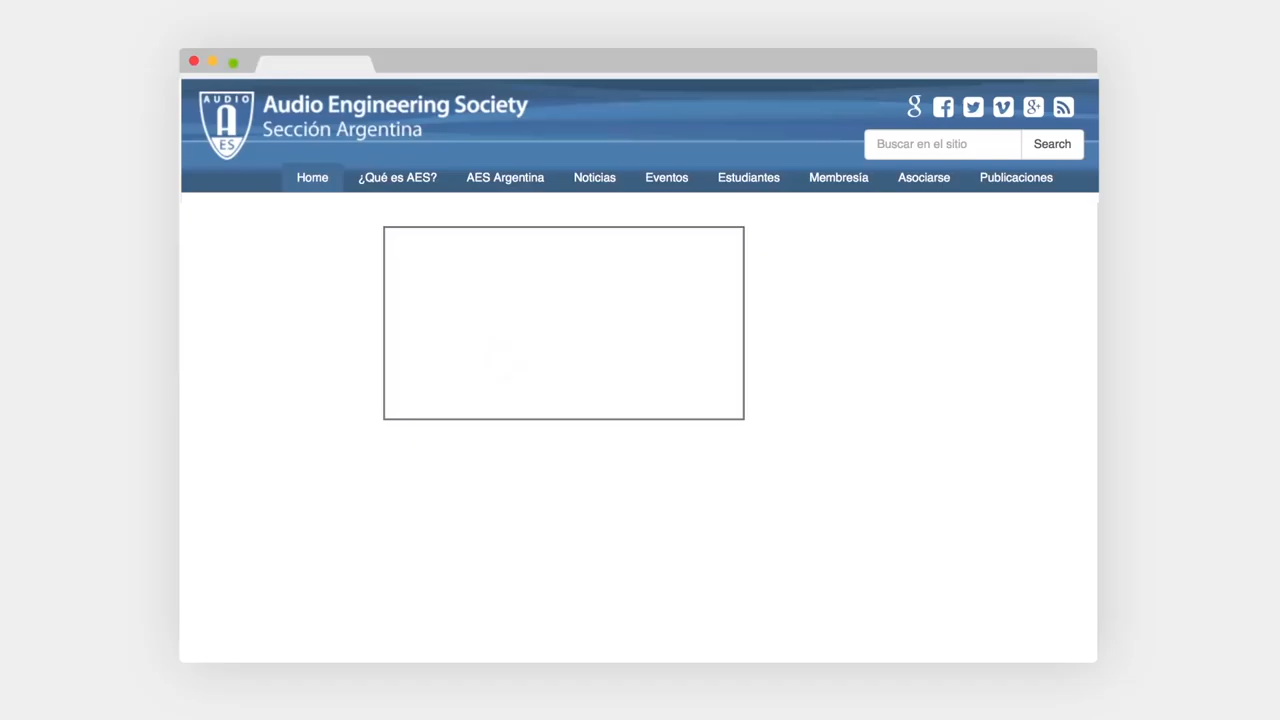 AUDIO
A
ES
Audio Engineering Society
Sección Argentina
Buscar en el sitio
Search
Home
¿Qué es AES?
AES Argentina
Noticias
Eventos
Estudiantes
Membresía
Asociarse
Publicaciones